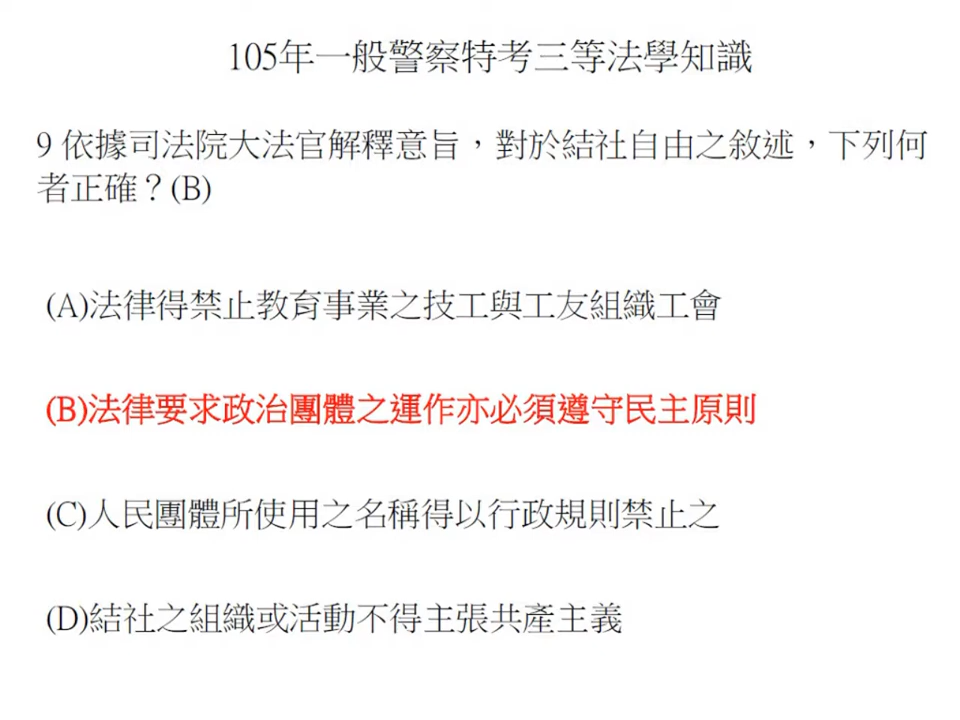 105年一般警察特考三等法學知識
9 依據司法院大法官解釋意旨，對於結社自由之敘述，下列何
者正確？(B)
(A)法律得禁止教育事業之技工與工友組織工會
(B)法律要求政治團體之運作亦必須遵守民主原則
(C)人民團體所使用之名稱得以行政規則禁止之
(D)結社之組織或活動不得主張共產主義